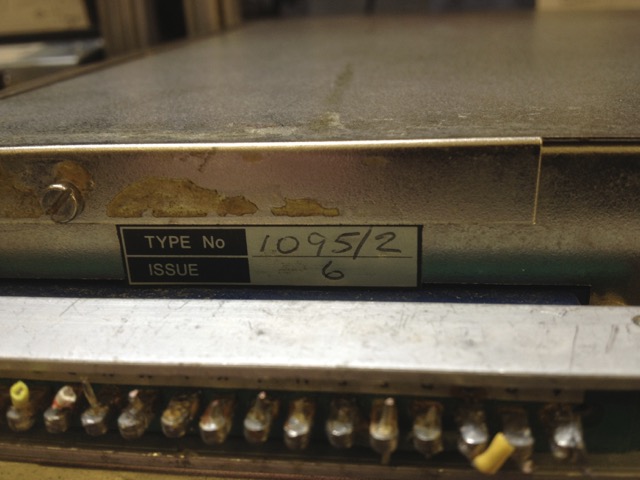 TYPE No 1095/2
ISSUE 6